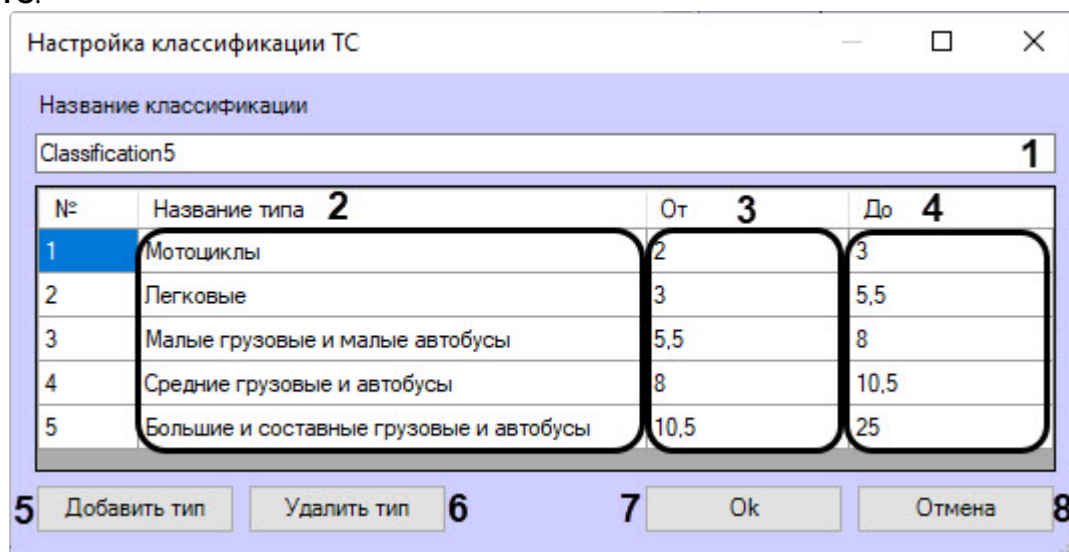 Настройка классификации ТС
Название классификации
Classification5 1
№ Название типа 2 От 3 До 4
1 Мотоциклы 2 3
2 Легковые 3 5,5
3 Малые грузовые и малые автобусы 5,5 8
4 Средние грузовые и автобусы 8 10,5
5 Большие и составные грузовые и автобусы 10,5 25
5 Добавить тип Удалить тип 6 7 Ok Отмена 8